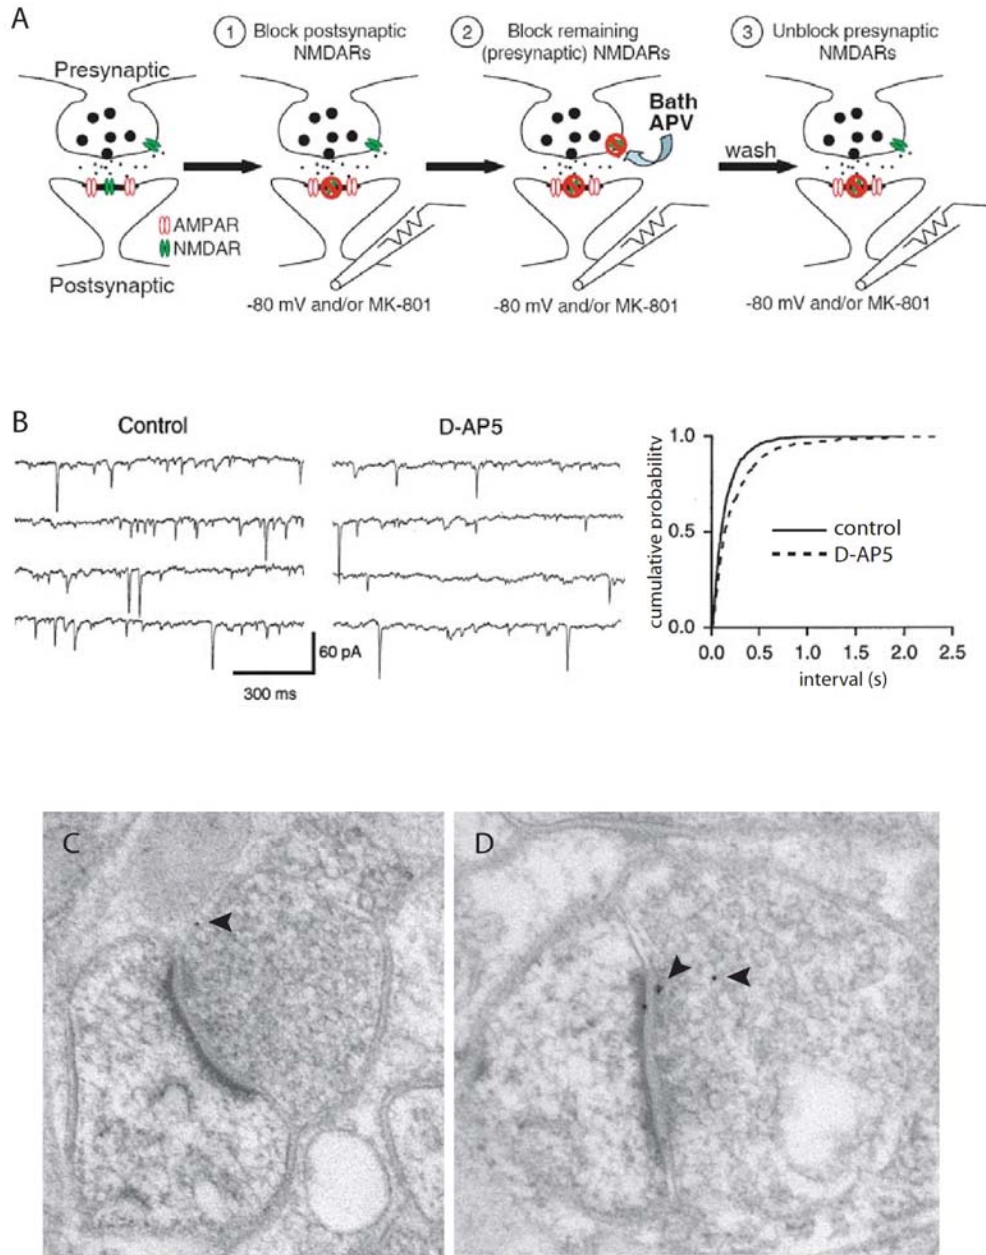 A
1 Block postsynaptic
NMDARs
2 Block remaining
(presynaptic) NMDARs
3 Unblock presynaptic
NMDARs
Presynaptic
Bath
APV
wash
AMPAR
NMDAR
Postsynaptic
-80 mV and/or MK-801
-80 mV and/or MK-801
-80 mV and/or MK-801
B
Control
D-AP5
60 pA
300 ms
cumulative probability
1.0
0.5
0.0
control
D-AP5
0.0 0.5 1.0 1.5 2.0 2.5
interval (s)
C
D